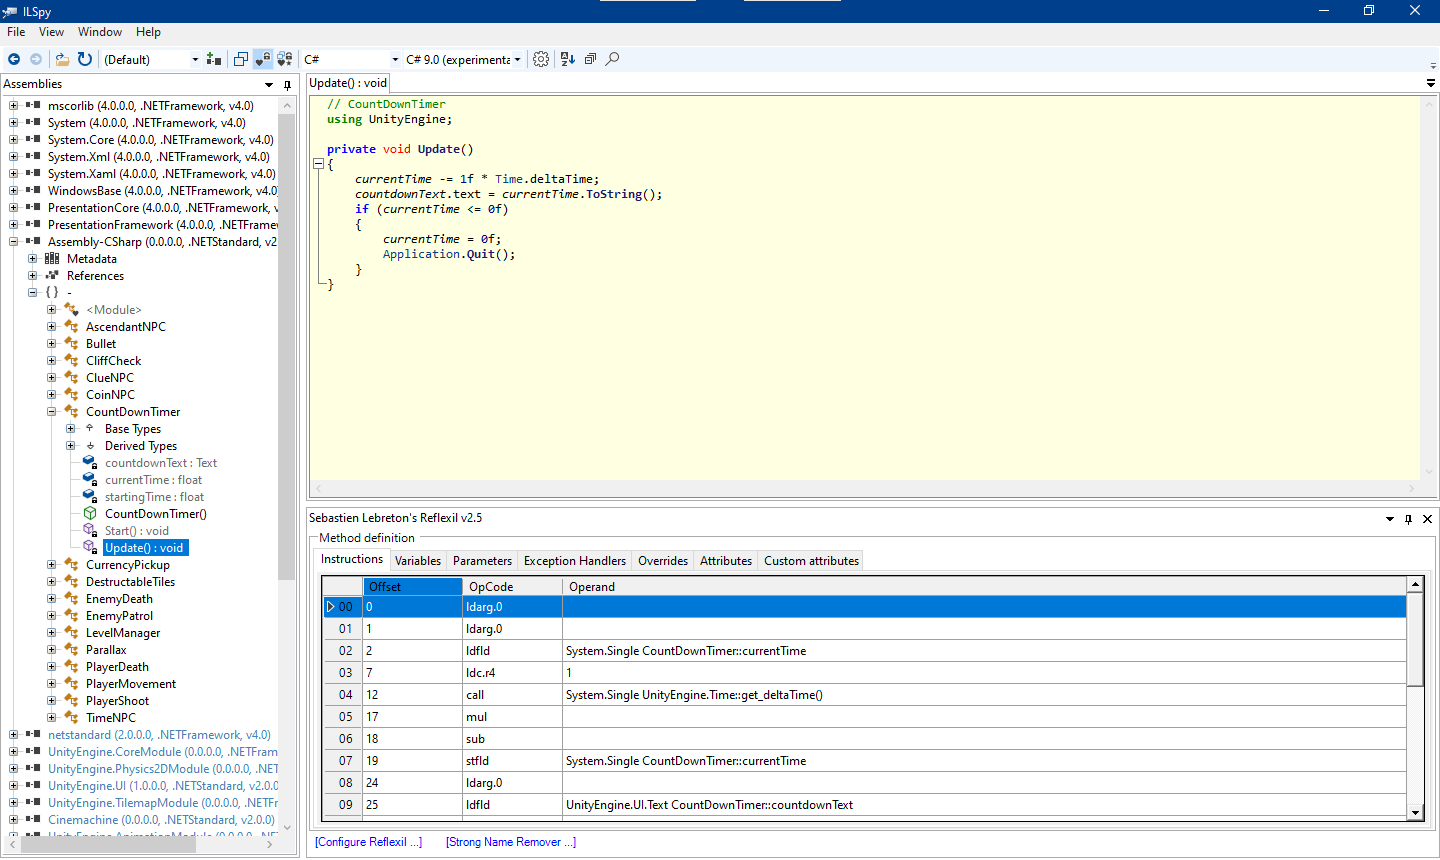 ILSpy
File View Window Help
(Default) C# C# 9.0 (experimenta
Assemblies
mscorlib (4.0.0.0, .NETFramework, v4.0)
System (4.0.0.0, .NETFramework, v4.0)
System.Core (4.0.0.0, .NETFramework, v4.0)
System.Xml (4.0.0.0, .NETFramework, v4.0)
System.Xaml (4.0.0.0, .NETFramework, v4.0)
WindowsBase (4.0.0.0, .NETFramework, v4.0)
PresentationCore (4.0.0.0, .NETFramework, v
PresentationFramework (4.0.0.0, .NETFramew
Assembly-CSharp (0.0.0.0, .NETStandard, v2
Metadata
References
{ } -
<Module>
AscendantNPC
Bullet
CliffCheck
ClueNPC
CoinNPC
CountDownTimer
Base Types
Derived Types
countdownText : Text
currentTime : float
startingTime : float
CountDownTimer()
Start() : void
Update() : void
CurrencyPickup
DestructableTiles
EnemyDeath
EnemyPatrol
LevelManager
Parallax
PlayerDeath
PlayerMovement
PlayerShoot
TimeNPC
netstandard (2.0.0.0, .NETFramework, v4.0)
UnityEngine.CoreModule (0.0.0.0, .NETFram
UnityEngine.Physics2DModule (0.0.0.0, .NET
UnityEngine.UI (1.0.0.0, .NETStandard, v2.0.0
UnityEngine.TilemapModule (0.0.0.0, .NETFr
Cinemachine (0.0.0.0, .NETStandard, v2.0.0)
UnityEngine.AnimationModule (0.0.0.0, .NET
Update() : void
// CountDownTimer
using UnityEngine;
private void Update()
{
currentTime -= 1f * Time.deltaTime;
countdownText.text = currentTime.ToString();
if (currentTime <= 0f)
{
currentTime = 0f;
Application.Quit();
}
}
Sebastien Lebreton's Reflexil v2.5
Method definition
Instructions Variables Parameters Exception Handlers Overrides Attributes Custom attributes
Offset OpCode Operand
00 0 ldarg.0
01 1 ldarg.0
02 2 ldfld System.Single CountDownTimer::currentTime
03 7 ldc.r4 1
04 12 call System.Single UnityEngine.Time::get_deltaTime()
05 17 mul
06 18 sub
07 19 stfld System.Single CountDownTimer::currentTime
08 24 ldarg.0
09 25 ldfld UnityEngine.UI.Text CountDownTimer::countdownText
[Configure Reflexil ...] [Strong Name Remover ...]